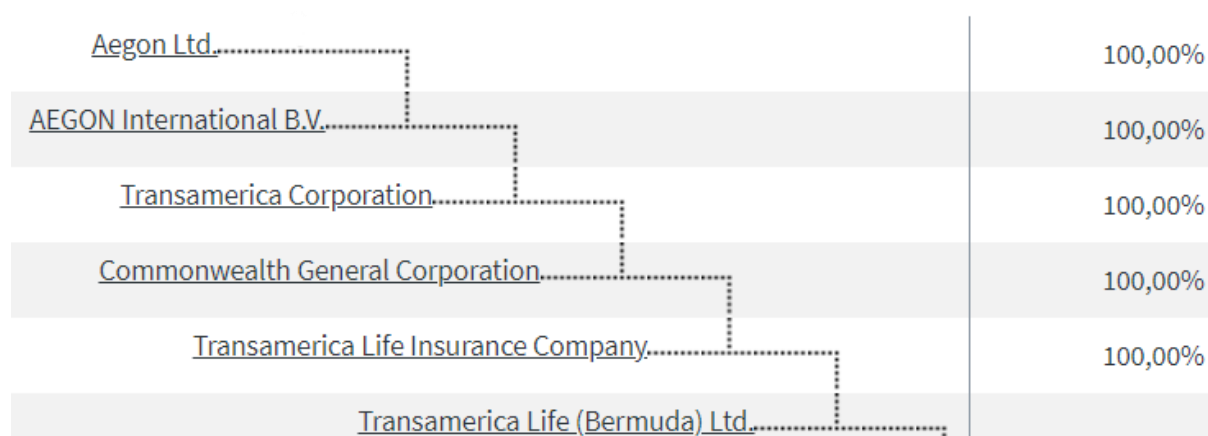 Aegon Ltd. 100,00%
AEGON International B.V. 100,00%
Transamerica Corporation 100,00%
Commonwealth General Corporation 100,00%
Transamerica Life Insurance Company 100,00%
Transamerica Life (Bermuda) Ltd.